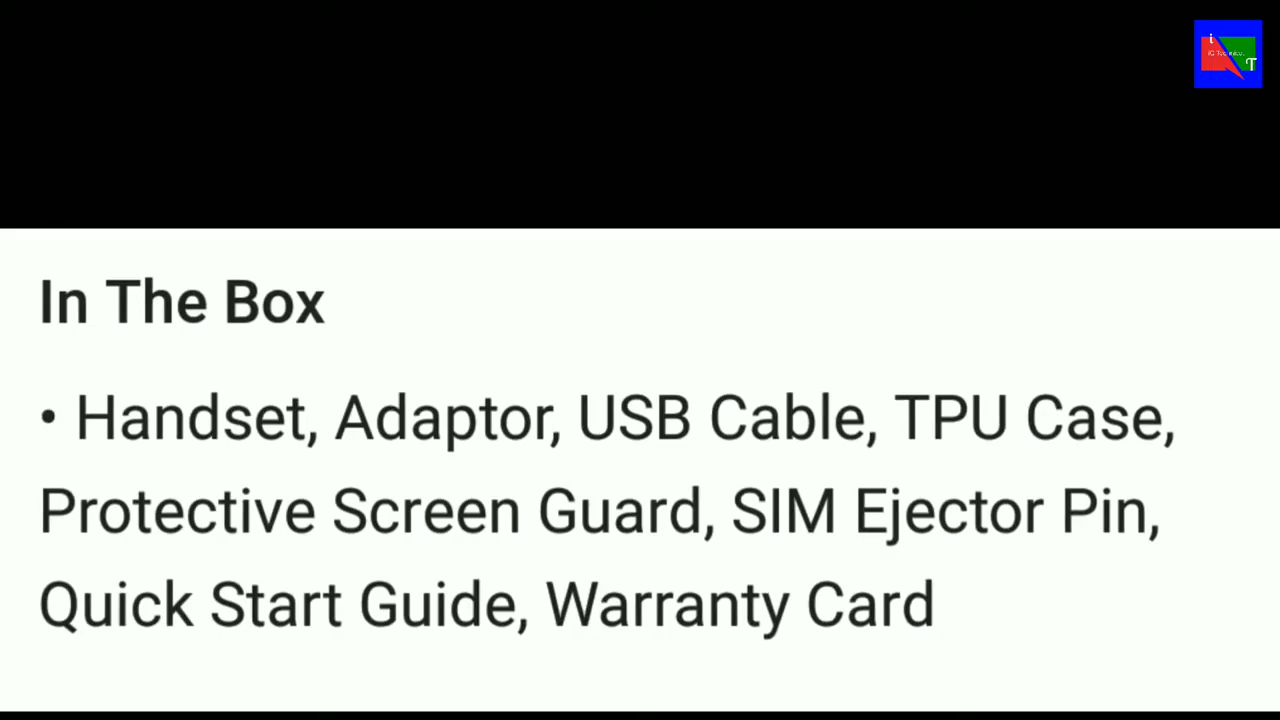 i
T
In The Box
• Handset, Adaptor, USB Cable, TPU Case,
Protective Screen Guard, SIM Ejector Pin,
Quick Start Guide, Warranty Card